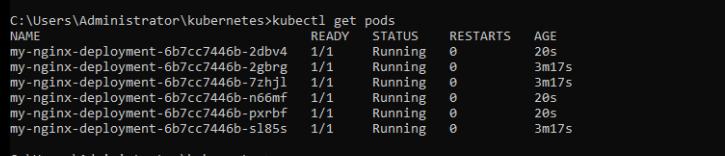 C:\Users\Administrator\kubernetes>kubectl get pods
NAME READY STATUS RESTARTS AGE
my-nginx-deployment-6b7cc7446b-2dbv4 1/1 Running 0 20s
my-nginx-deployment-6b7cc7446b-2gbrg 1/1 Running 0 3m17s
my-nginx-deployment-6b7cc7446b-7zhjl 1/1 Running 0 3m17s
my-nginx-deployment-6b7cc7446b-n66mf 1/1 Running 0 20s
my-nginx-deployment-6b7cc7446b-pxrbf 1/1 Running 0 20s
my-nginx-deployment-6b7cc7446b-sl85s 1/1 Running 0 3m17s